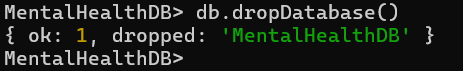 MentalHealthDB> db.dropDatabase()
{ ok: 1, dropped: 'MentalHealthDB' }
MentalHealthDB>